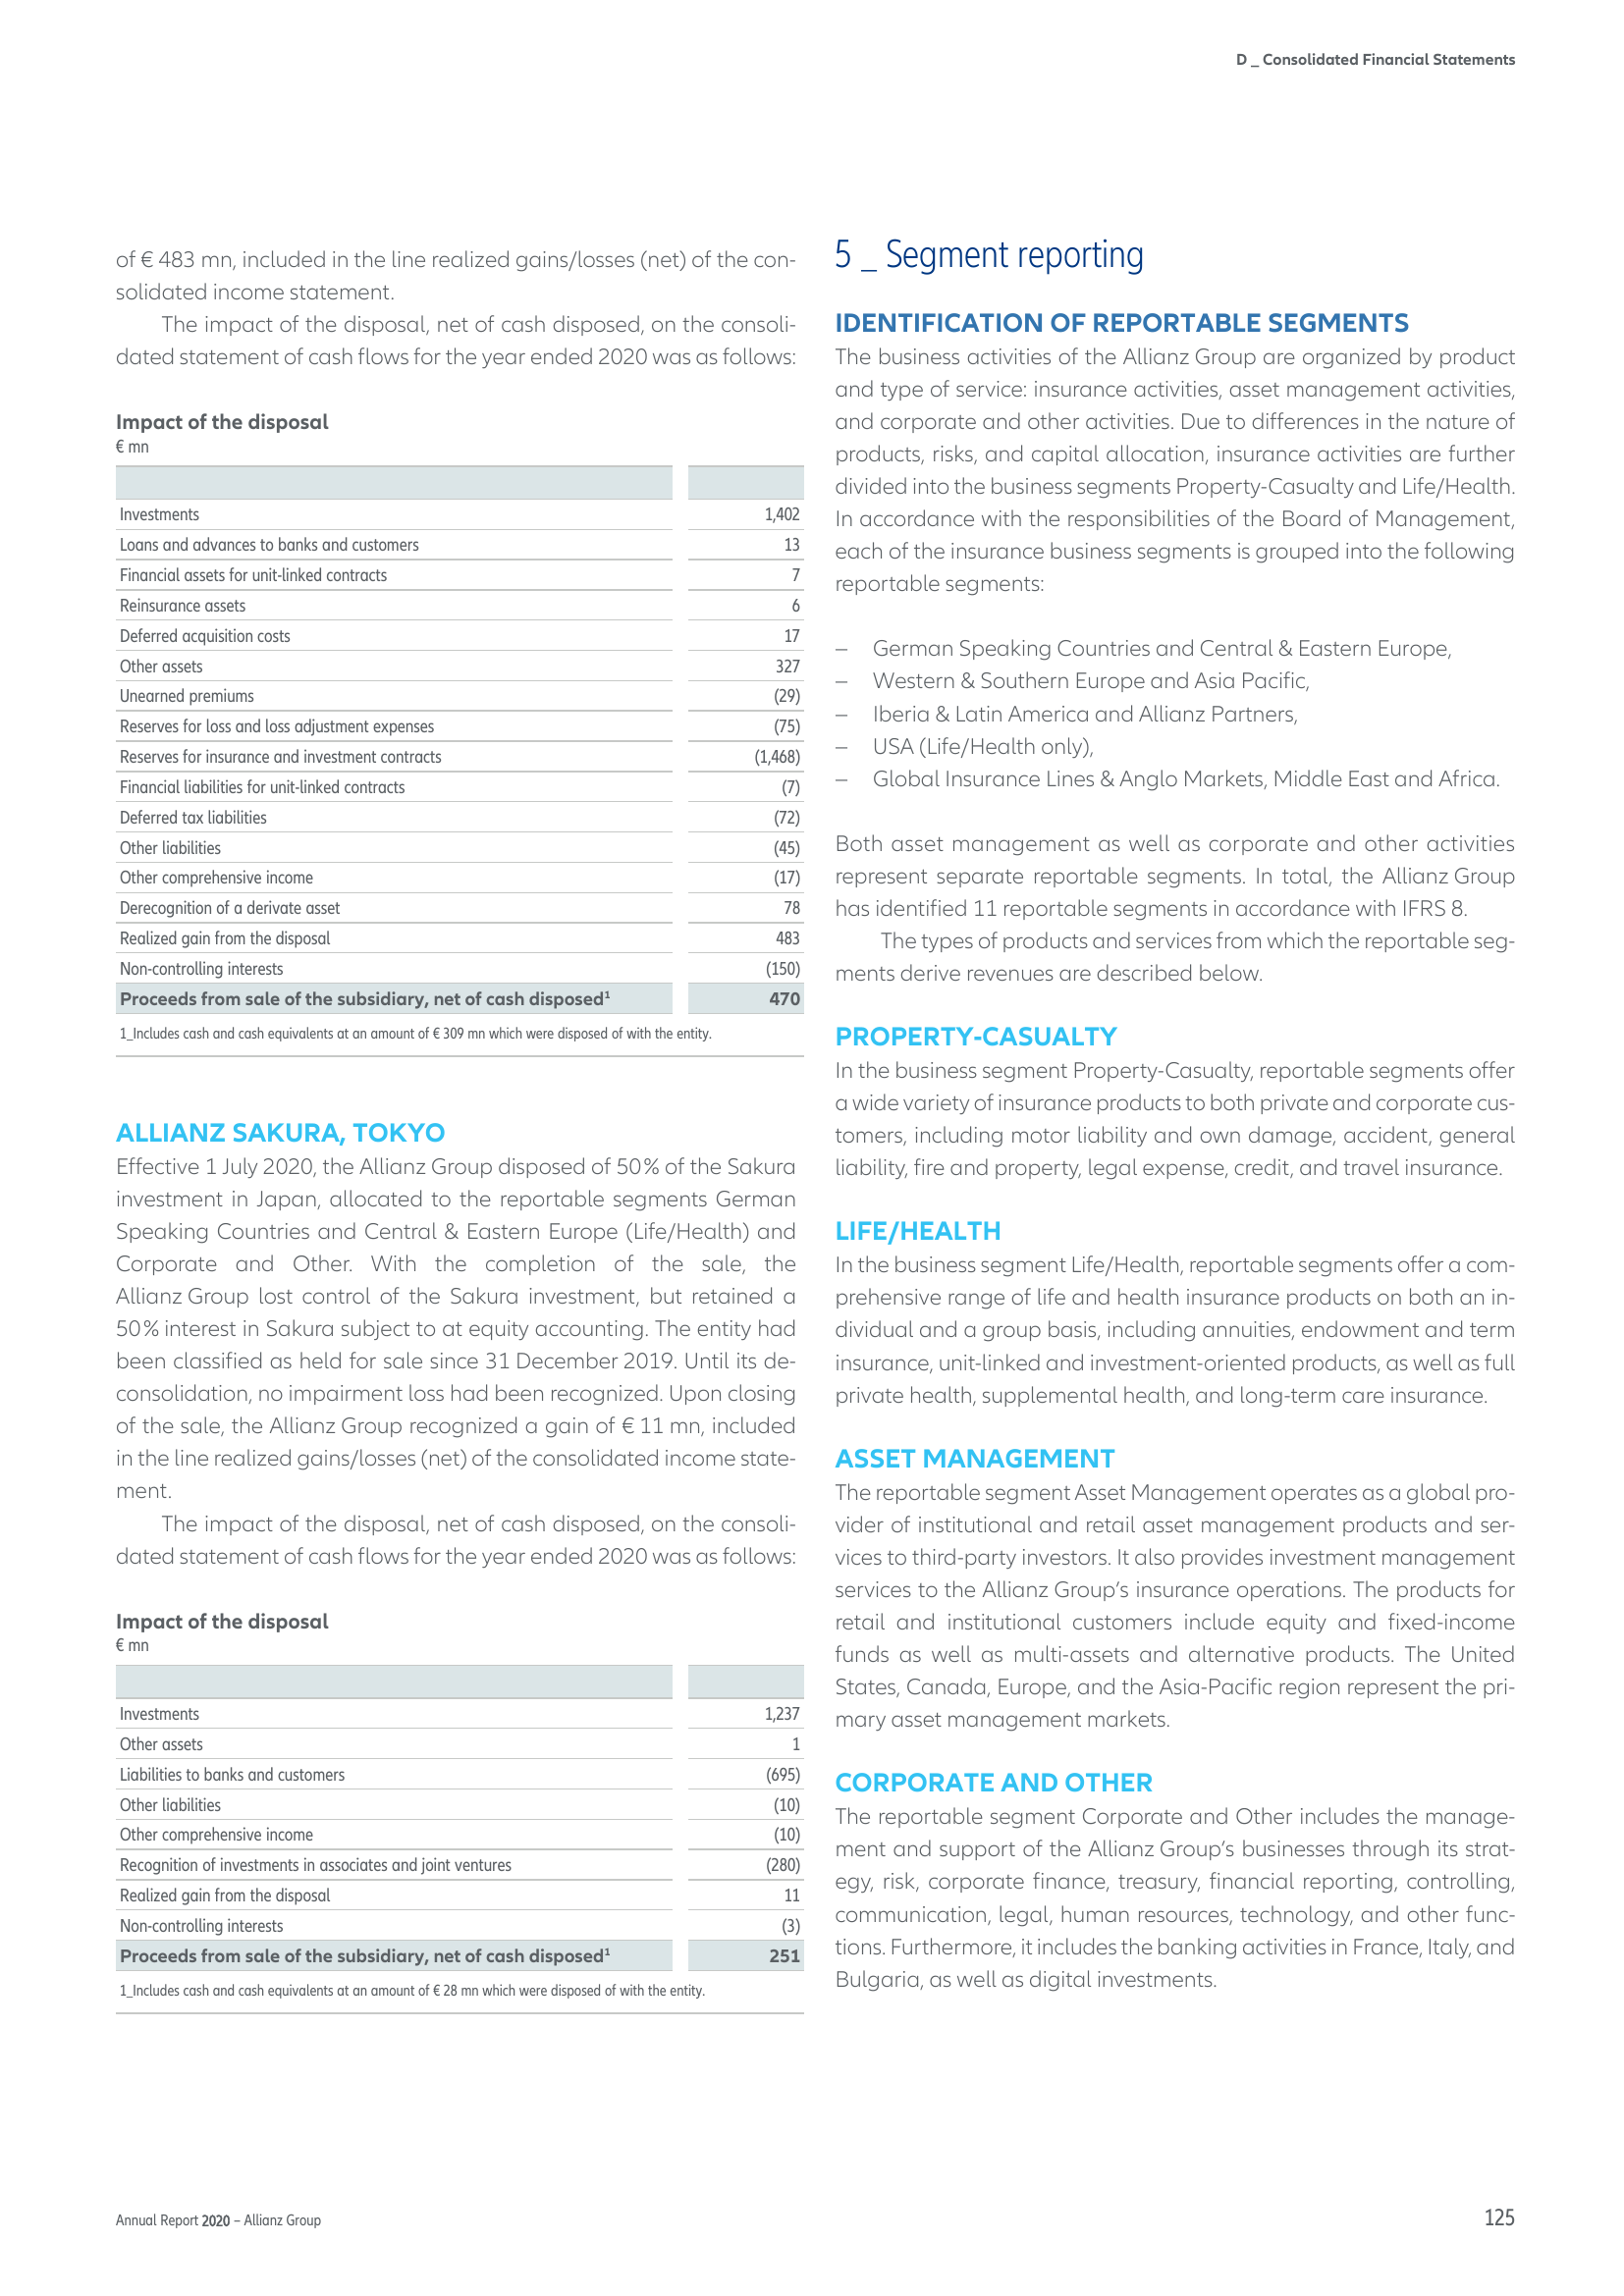 D _ Consolidated Financial Statements
of € 483 mn, included in the line realized gains/losses (net) of the con-
solidated income statement.
The impact of the disposal, net of cash disposed, on the consoli-
dated statement of cash flows for the year ended 2020 was as follows:
Impact of the disposal
€ mn
Investments 1,402
Loans and advances to banks and customers 13
Financial assets for unit-linked contracts 7
Reinsurance assets 6
Deferred acquisition costs 17
Other assets 327
Unearned premiums (29)
Reserves for loss and loss adjustment expenses (75)
Reserves for insurance and investment contracts (1,468)
Financial liabilities for unit-linked contracts (7)
Deferred tax liabilities (72)
Other liabilities (45)
Other comprehensive income (17)
Derecognition of a derivate asset 78
Realized gain from the disposal 483
Non-controlling interests (150)
Proceeds from sale of the subsidiary, net of cash disposed¹ 470
1_Includes cash and cash equivalents at an amount of € 309 mn which were disposed of with the entity.
ALLIANZ SAKURA, TOKYO
Effective 1 July 2020, the Allianz Group disposed of 50 % of the Sakura
investment in Japan, allocated to the reportable segments German
Speaking Countries and Central & Eastern Europe (Life/Health) and
Corporate and Other. With the completion of the sale, the
Allianz Group lost control of the Sakura investment, but retained a
50 % interest in Sakura subject to at equity accounting. The entity had
been classified as held for sale since 31 December 2019. Until its de-
consolidation, no impairment loss had been recognized. Upon closing
of the sale, the Allianz Group recognized a gain of € 11 mn, included
in the line realized gains/losses (net) of the consolidated income state-
ment.
The impact of the disposal, net of cash disposed, on the consoli-
dated statement of cash flows for the year ended 2020 was as follows:
Impact of the disposal
€ mn
Investments 1,237
Other assets 1
Liabilities to banks and customers (695)
Other liabilities (10)
Other comprehensive income (10)
Recognition of investments in associates and joint ventures (280)
Realized gain from the disposal 11
Non-controlling interests (3)
Proceeds from sale of the subsidiary, net of cash disposed¹ 251
1_Includes cash and cash equivalents at an amount of € 28 mn which were disposed of with the entity.
5 _ Segment reporting
IDENTIFICATION OF REPORTABLE SEGMENTS
The business activities of the Allianz Group are organized by product
and type of service: insurance activities, asset management activities,
and corporate and other activities. Due to differences in the nature of
products, risks, and capital allocation, insurance activities are further
divided into the business segments Property-Casualty and Life/Health.
In accordance with the responsibilities of the Board of Management,
each of the insurance business segments is grouped into the following
reportable segments:
– German Speaking Countries and Central & Eastern Europe,
– Western & Southern Europe and Asia Pacific,
– Iberia & Latin America and Allianz Partners,
– USA (Life/Health only),
– Global Insurance Lines & Anglo Markets, Middle East and Africa.
Both asset management as well as corporate and other activities
represent separate reportable segments. In total, the Allianz Group
has identified 11 reportable segments in accordance with IFRS 8.
The types of products and services from which the reportable seg-
ments derive revenues are described below.
PROPERTY-CASUALTY
In the business segment Property-Casualty, reportable segments offer
a wide variety of insurance products to both private and corporate cus-
tomers, including motor liability and own damage, accident, general
liability, fire and property, legal expense, credit, and travel insurance.
LIFE/HEALTH
In the business segment Life/Health, reportable segments offer a com-
prehensive range of life and health insurance products on both an in-
dividual and a group basis, including annuities, endowment and term
insurance, unit-linked and investment-oriented products, as well as full
private health, supplemental health, and long-term care insurance.
ASSET MANAGEMENT
The reportable segment Asset Management operates as a global pro-
vider of institutional and retail asset management products and ser-
vices to third-party investors. It also provides investment management
services to the Allianz Group’s insurance operations. The products for
retail and institutional customers include equity and fixed-income
funds as well as multi-assets and alternative products. The United
States, Canada, Europe, and the Asia-Pacific region represent the pri-
mary asset management markets.
CORPORATE AND OTHER
The reportable segment Corporate and Other includes the manage-
ment and support of the Allianz Group’s businesses through its strat-
egy, risk, corporate finance, treasury, financial reporting, controlling,
communication, legal, human resources, technology, and other func-
tions. Furthermore, it includes the banking activities in France, Italy, and
Bulgaria, as well as digital investments.
Annual Report 2020 – Allianz Group
125